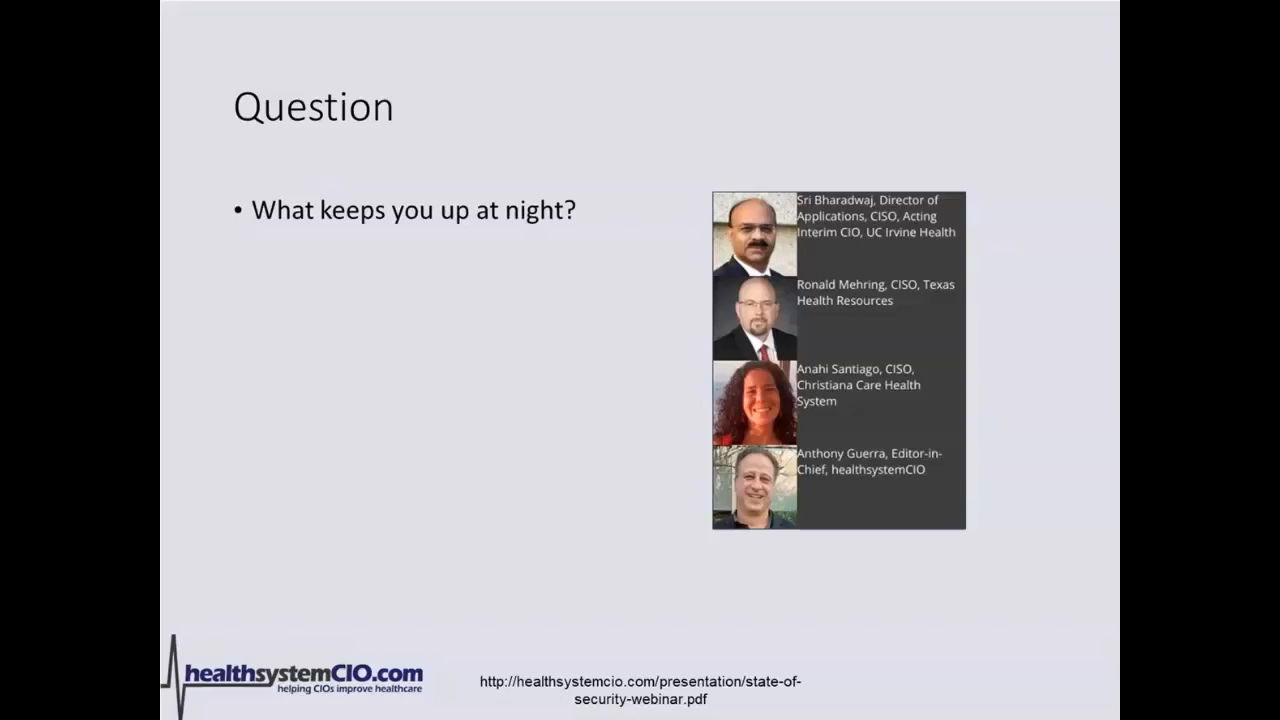 Question
• What keeps you up at night?
Sri Bharadwaj, Director of
Applications, CISO, Acting
Interim CIO, UC Irvine Health
Ronald Mehring, CISO, Texas
Health Resources
Anahi Santiago, CISO,
Christiana Care Health
System
Anthony Guerra, Editor-in-
Chief, healthsystemCIO
healthsystemCIO.com
helping CIOs improve healthcare
http://healthsystemcio.com/presentation/state-of-
security-webinar.pdf